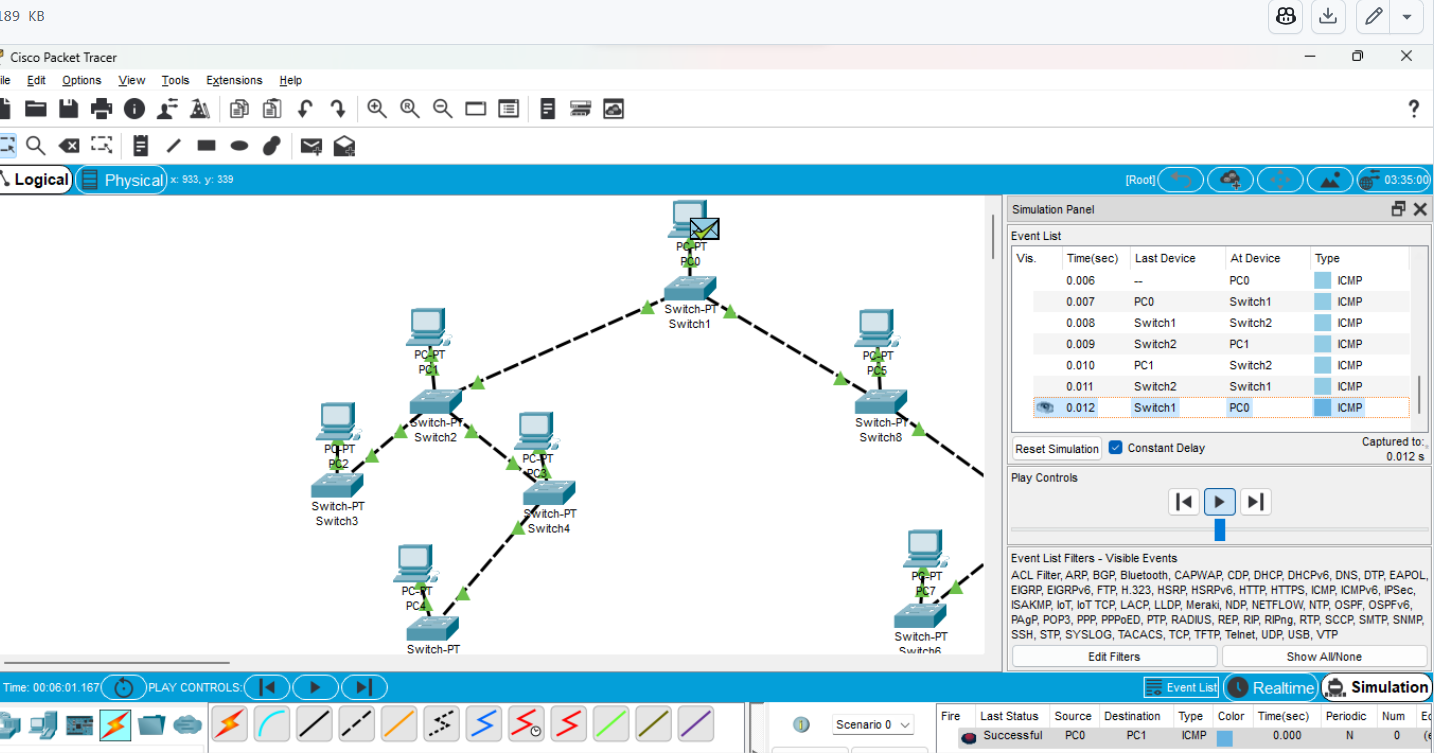 189 KB
Cisco Packet Tracer
ile Edit Options View Tools Extensions Help
Logical Physical x: 933, y: 339 [Root] 03:35:00
Simulation Panel
Event List
Vis. Time(sec) Last Device At Device Type
0.006 -- PC0 ICMP
0.007 PC0 Switch1 ICMP
0.008 Switch1 Switch2 ICMP
0.009 Switch2 PC1 ICMP
0.010 PC1 Switch2 ICMP
0.011 Switch2 Switch1 ICMP
0.012 Switch1 PC0 ICMP
Reset Simulation Constant Delay Captured to:
0.012 s
Play Controls
Event List Filters - Visible Events
ACL Filter, ARP, BGP, Bluetooth, CAPWAP, CDP, DHCP, DHCPv6, DNS, DTP, EAPOL,
EIGRP, EIGRPv6, FTP, H.323, HSRP, HSRPv6, HTTP, HTTPS, ICMP, ICMPv6, IPSec,
ISAKMP, IoT, IoT TCP, LACP, LLDP, Meraki, NDP, NETFLOW, NTP, OSPF, OSPFv6,
PAgP, POP3, PPP, PPPoED, PTP, RADIUS, REP, RIP, RIPng, RTP, SCCP, SMTP, SNMP,
SSH, STP, SYSLOG, TACACS, TCP, TFTP, Telnet, UDP, USB, VTP
Edit Filters Show All/None
PC-PT
PC0
Switch-PT
Switch1
PC-PT
PC1
Switch-PT
Switch2
PC-PT
PC5
Switch-PT
Switch8
PC-PT
PC2
Switch-PT
Switch3
PC-PT
PC3
Switch-PT
Switch4
PC-PT
PC4
Switch-PT
PC-PT
PC7
Switch-PT
Switch6
Time: 00:06:01.167 PLAY CONTROLS: Event List Realtime Simulation
Scenario 0
Fire Last Status Source Destination Type Color Time(sec) Periodic Num
Successful PC0 PC1 ICMP 0.000 N 0